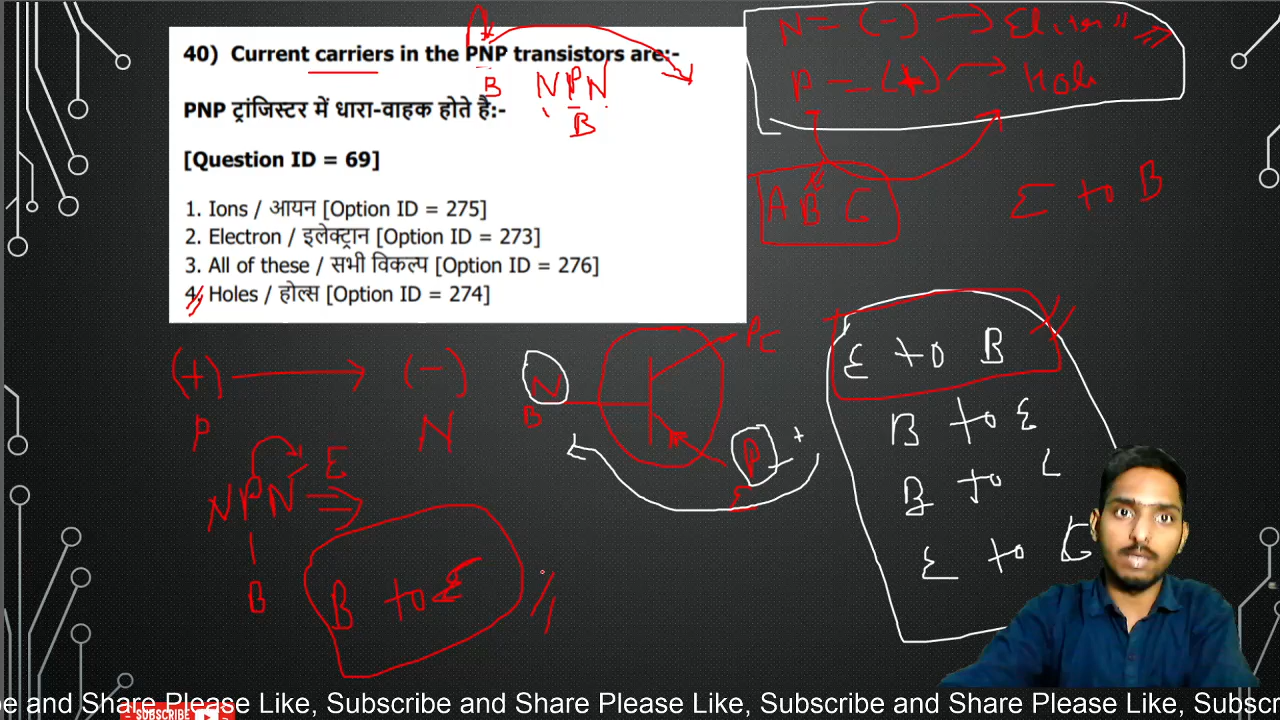 40) Current carriers in the PNP transistors are:-
B
NPN
B
PNP ट्रांजिस्टर में धारा-वाहक होते है:-
[Question ID = 69]
1. Ions / आयन [Option ID = 275]
2. Electron / इलेक्ट्रान [Option ID = 273]
3. All of these / सभी विकल्प [Option ID = 276]
4. Holes / होल्स [Option ID = 274]
N = (-) →
P = (+) →
A B C
E to B
(+) → (-)
P N
NPN E
B
B to E
N
B
PC
P +
E
E to B
B to E
B to C
E to C
be and Share Please Like, Subscribe and Share Please Like, Subscribe and Share Please Like, Subscri
SUBSCRIBE